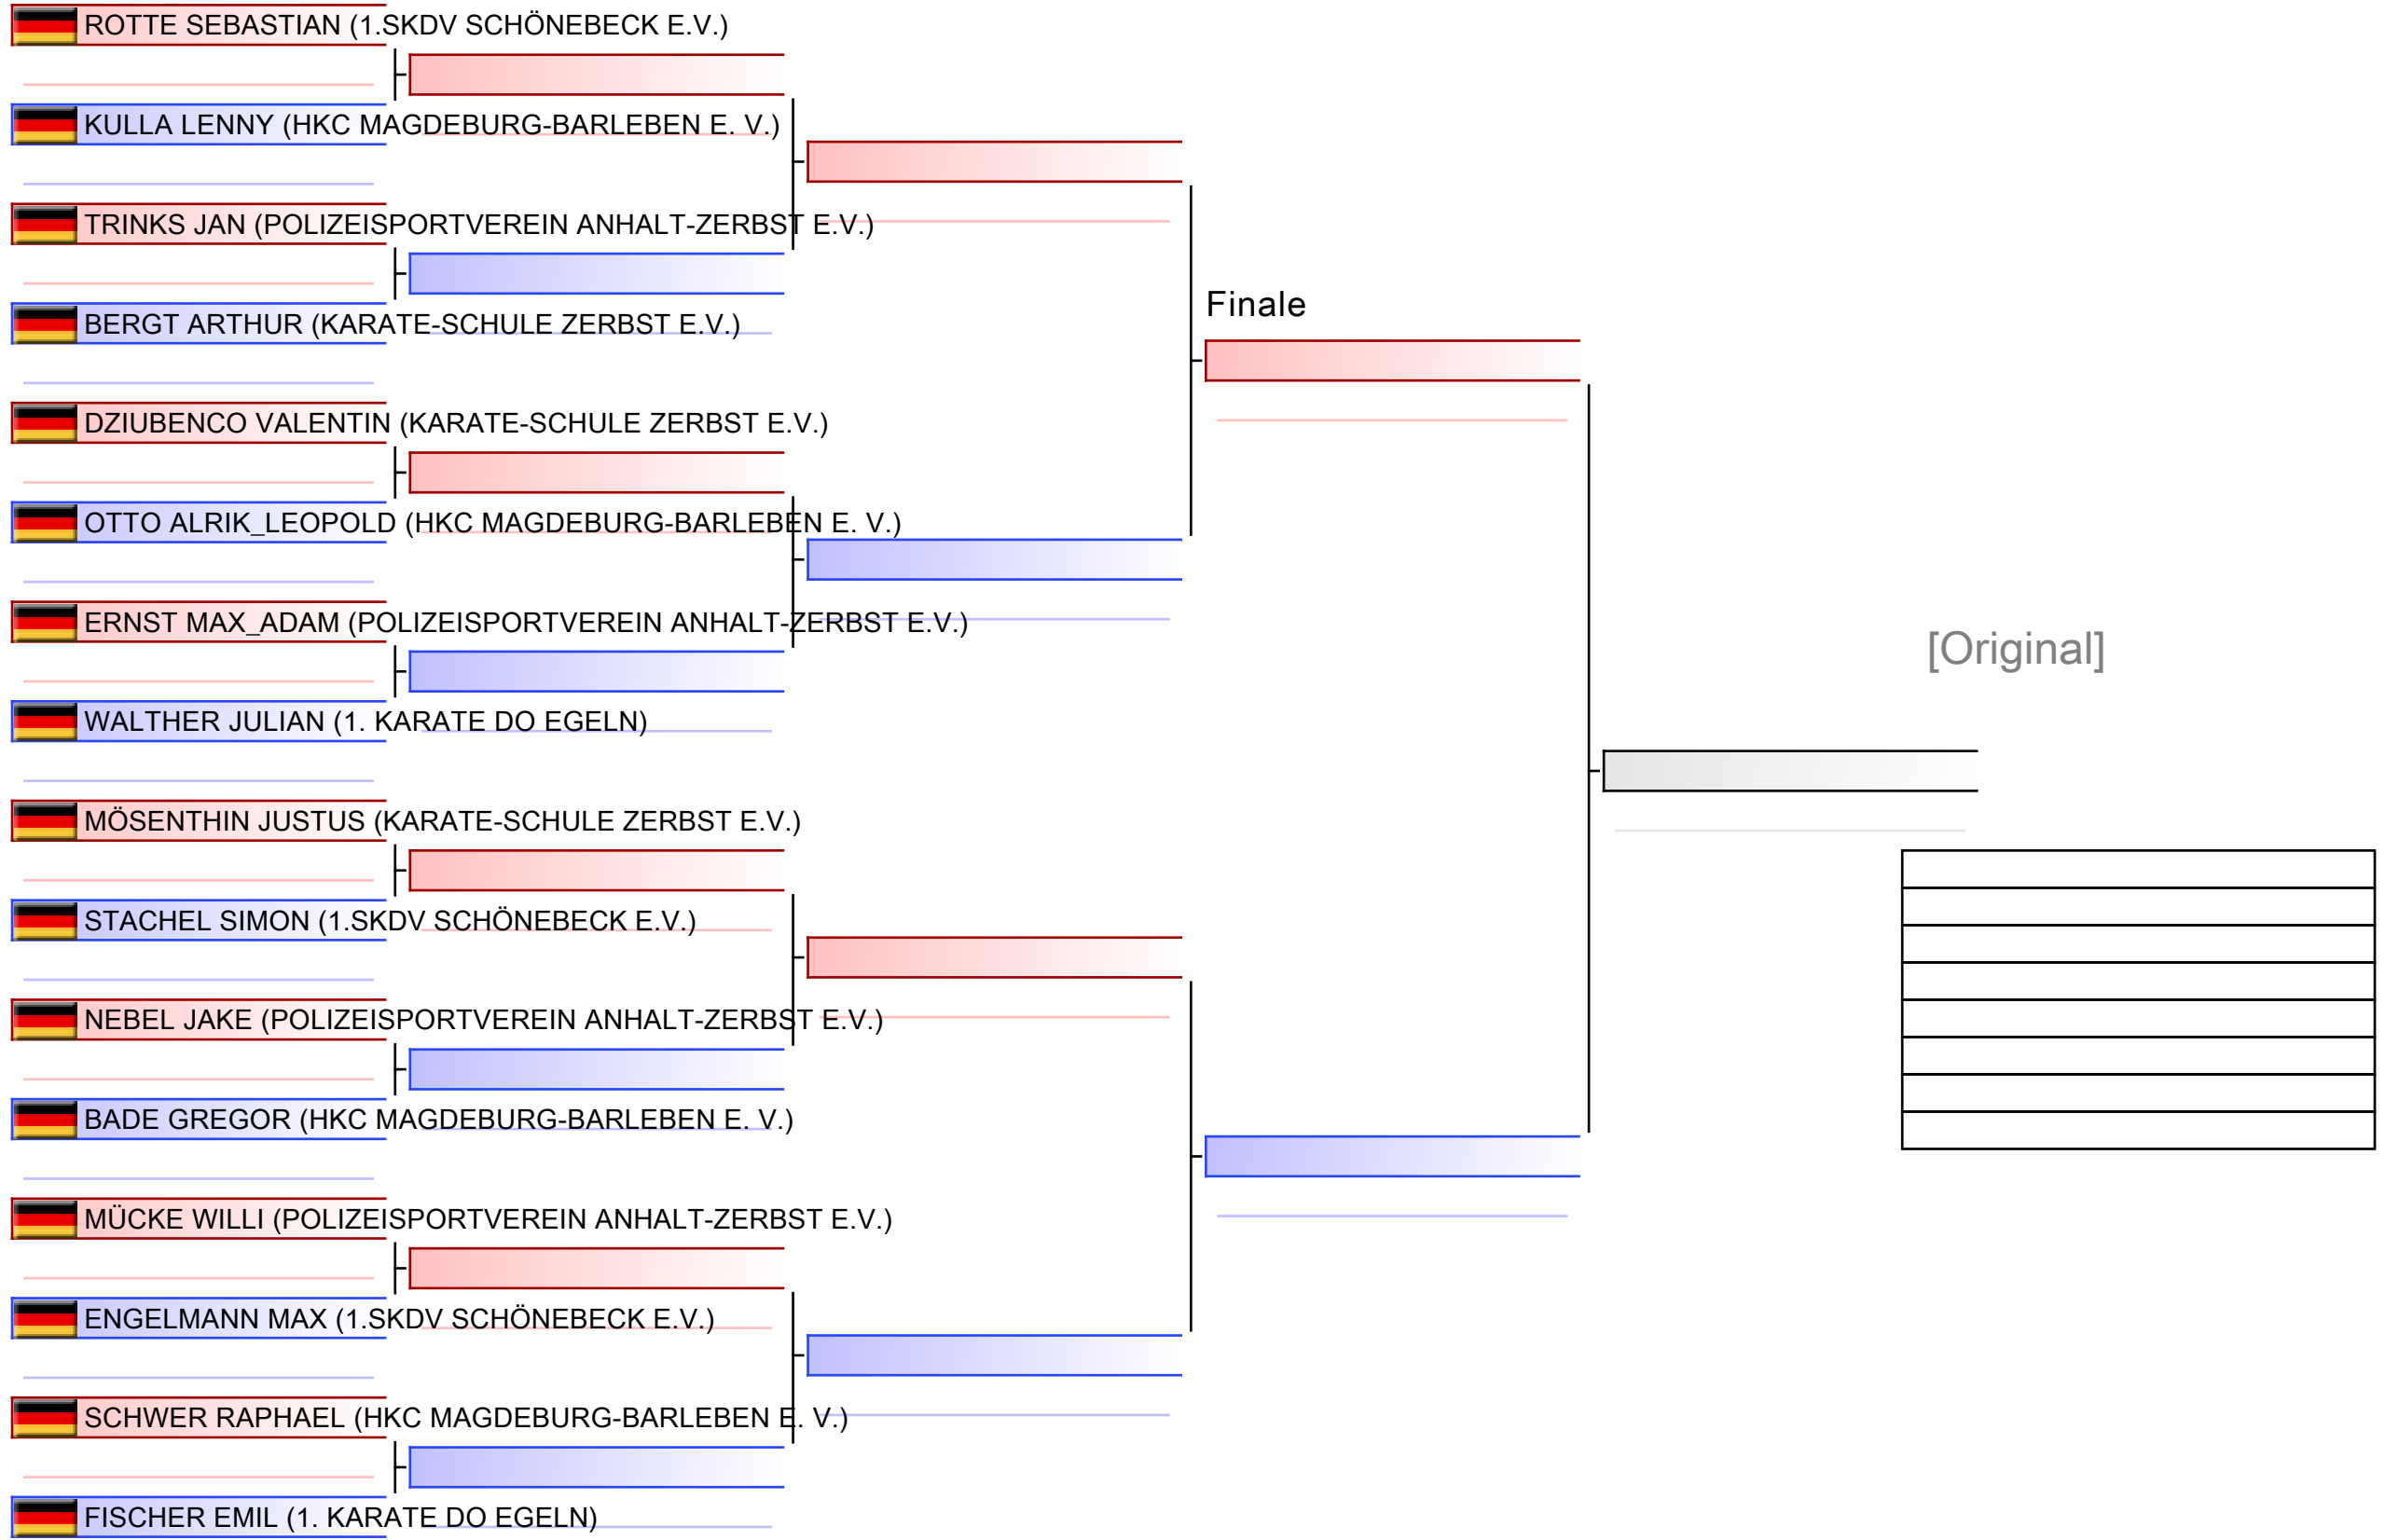 ROTTE SEBASTIAN (1.SKDV SCHÖNEBECK E.V.)
KULLA LENNY (HKC MAGDEBURG-BARLEBEN E. V.)
TRINKS JAN (POLIZEISPORTVEREIN ANHALT-ZERBST E.V.)
Finale
BERGT ARTHUR (KARATE-SCHULE ZERBST E.V.)
DZIUBENCO VALENTIN (KARATE-SCHULE ZERBST E.V.)
OTTO ALRIK_LEOPOLD (HKC MAGDEBURG-BARLEBEN E. V.)
ERNST MAX_ADAM (POLIZEISPORTVEREIN ANHALT-ZERBST E.V.)
[Original]
WALTHER JULIAN (1. KARATE DO EGELN)
MÖSENTHIN JUSTUS (KARATE-SCHULE ZERBST E.V.)
STACHEL SIMON (1.SKDV SCHÖNEBECK E.V.)
NEBEL JAKE (POLIZEISPORTVEREIN ANHALT-ZERBST E.V.)
BADE GREGOR (HKC MAGDEBURG-BARLEBEN E. V.)
MÜCKE WILLI (POLIZEISPORTVEREIN ANHALT-ZERBST E.V.)
ENGELMANN MAX (1.SKDV SCHÖNEBECK E.V.)
SCHWER RAPHAEL (HKC MAGDEBURG-BARLEBEN E. V.)
FISCHER EMIL (1. KARATE DO EGELN)